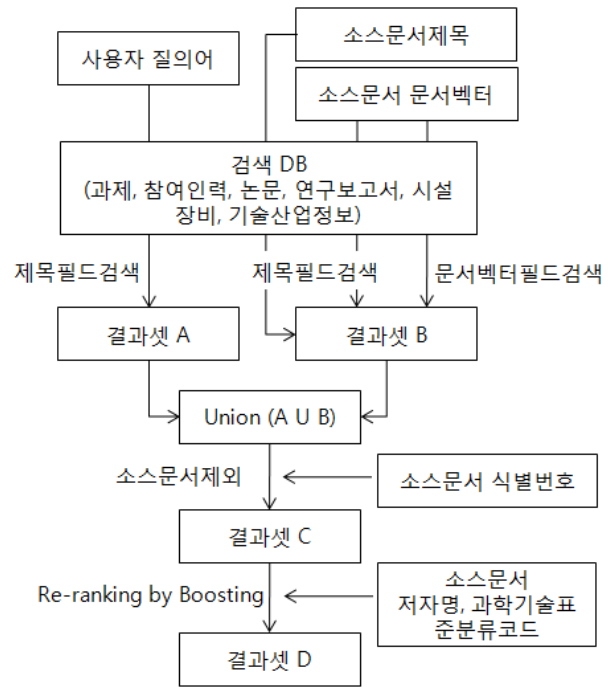 소스문서제목
사용자 질의어
소스문서 문서벡터
검색 DB
(과제, 참여인력, 논문, 연구보고서, 시설
장비, 기술산업정보)
제목필드검색
제목필드검색
문서벡터필드검색
결과셋 A
결과셋 B
Union (A U B)
소스문서제외
소스문서 식별번호
결과셋 C
Re-ranking by Boosting
소스문서
저자명, 과학기술표
준분류코드
결과셋 D